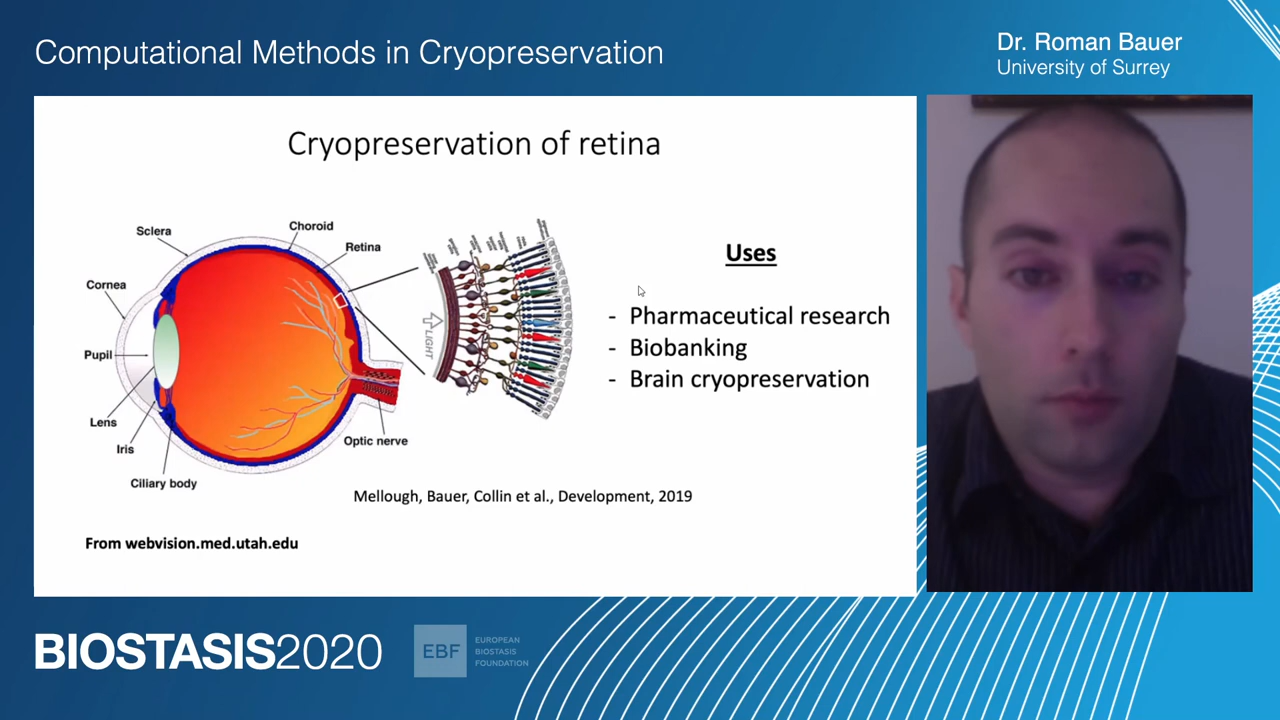 Computational Methods in Cryopreservation
Dr. Roman Bauer
University of Surrey
Cryopreservation of retina
Sclera
Choroid
Retina
Cornea
Pupil
Lens
Iris
Ciliary body
Optic nerve
LIGHT
Uses
- Pharmaceutical research
- Biobanking
- Brain cryopreservation
Mellough, Bauer, Collin et al., Development, 2019
From webvision.med.utah.edu
BIOSTASIS2020
EBF
EUROPEAN
BIOSTASIS
FOUNDATION